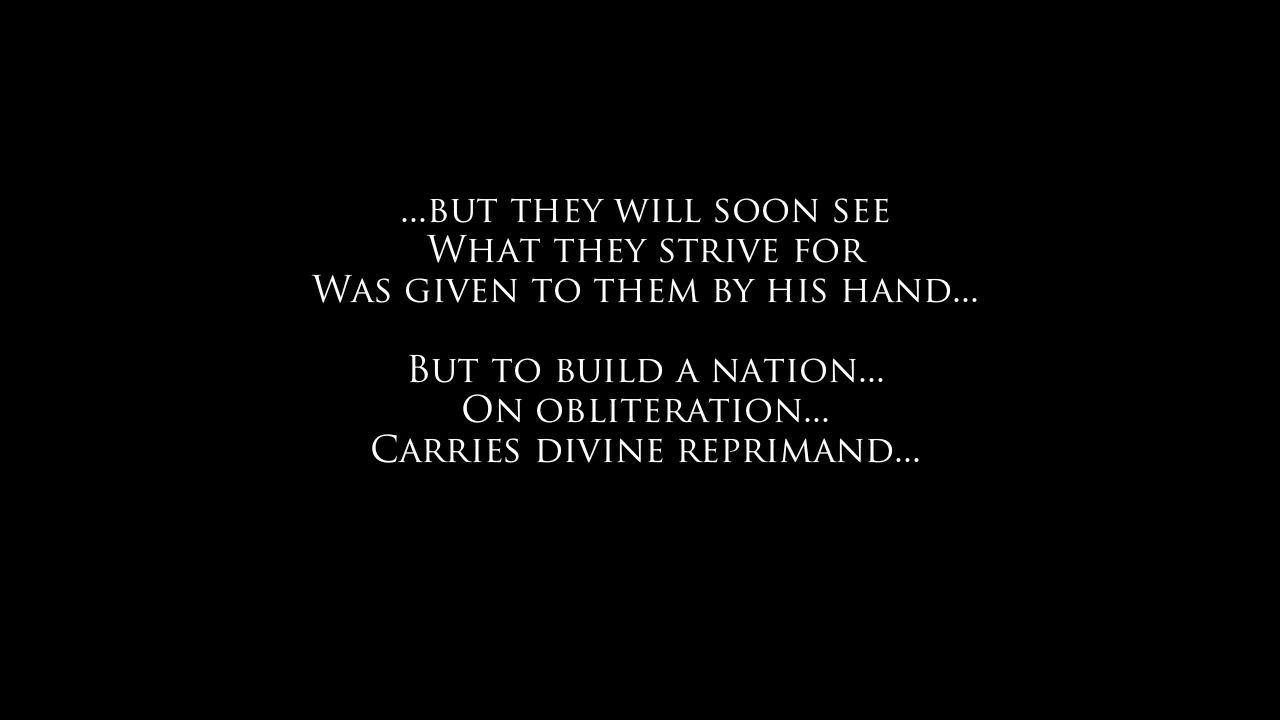 ...but they will soon see
What they strive for
Was given to them by his hand...
But to build a nation...
On obliteration...
Carries divine reprimand...